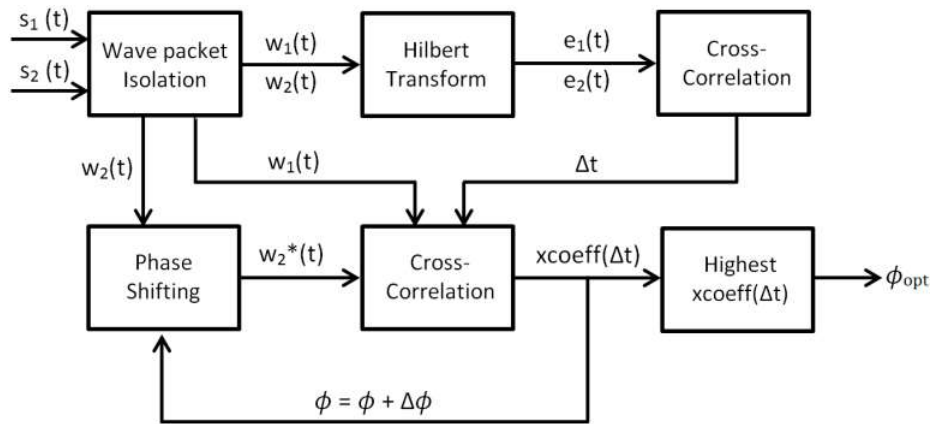 s₁ (t)
s₂ (t)
Wave packet
Isolation
w₁(t)
w₂(t)
Hilbert
Transform
e₁(t)
e₂(t)
Cross-
Correlation
w₂(t)
w₁(t)
Δt
Phase
Shifting
w₂*(t)
Cross-
Correlation
xcoeff(Δt)
Highest
xcoeff(Δt)
ϕopt
ϕ = ϕ + Δϕ